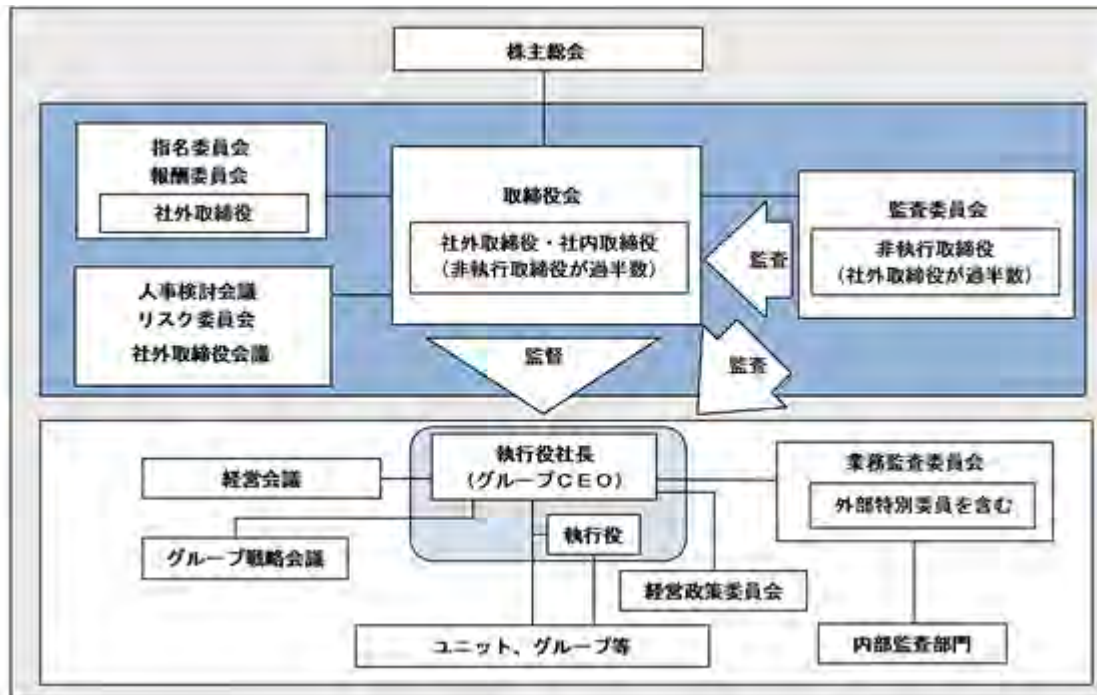 株主総会
指名委員会
報酬委員会
社外取締役
取締役会
社外取締役・社内取締役
(非執行取締役が過半数)
監査委員会
非執行取締役
(社外取締役が過半数)
監査
人事検討会議
リスク委員会
社外取締役会議
監督
監査
執行役社長
(グループCEO)
経営会議
業務監査委員会
外部特別委員を含む
執行役
グループ戦略会議
経営政策委員会
ユニット、グループ等
内部監査部門